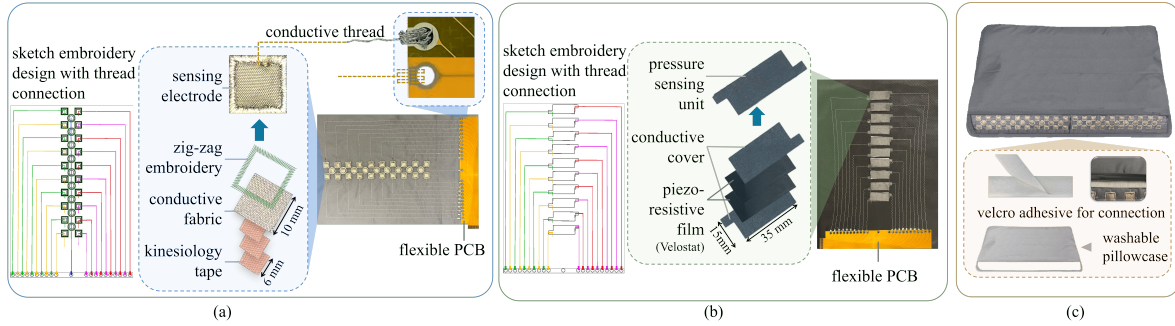 sketch embroidery
design with thread
connection
conductive thread
sensing
electrode
zig-zag
embroidery
conductive
fabric
10 mm
kinesiology
tape
6 mm
flexible PCB
(a)
sketch embroidery
design with thread
connection
pressure
sensing
unit
conductive
cover
piezo-
resistive
film
(Velostat)
15mm
35 mm
flexible PCB
(b)
velcro adhesive for connection
washable
pillowcase
(c)